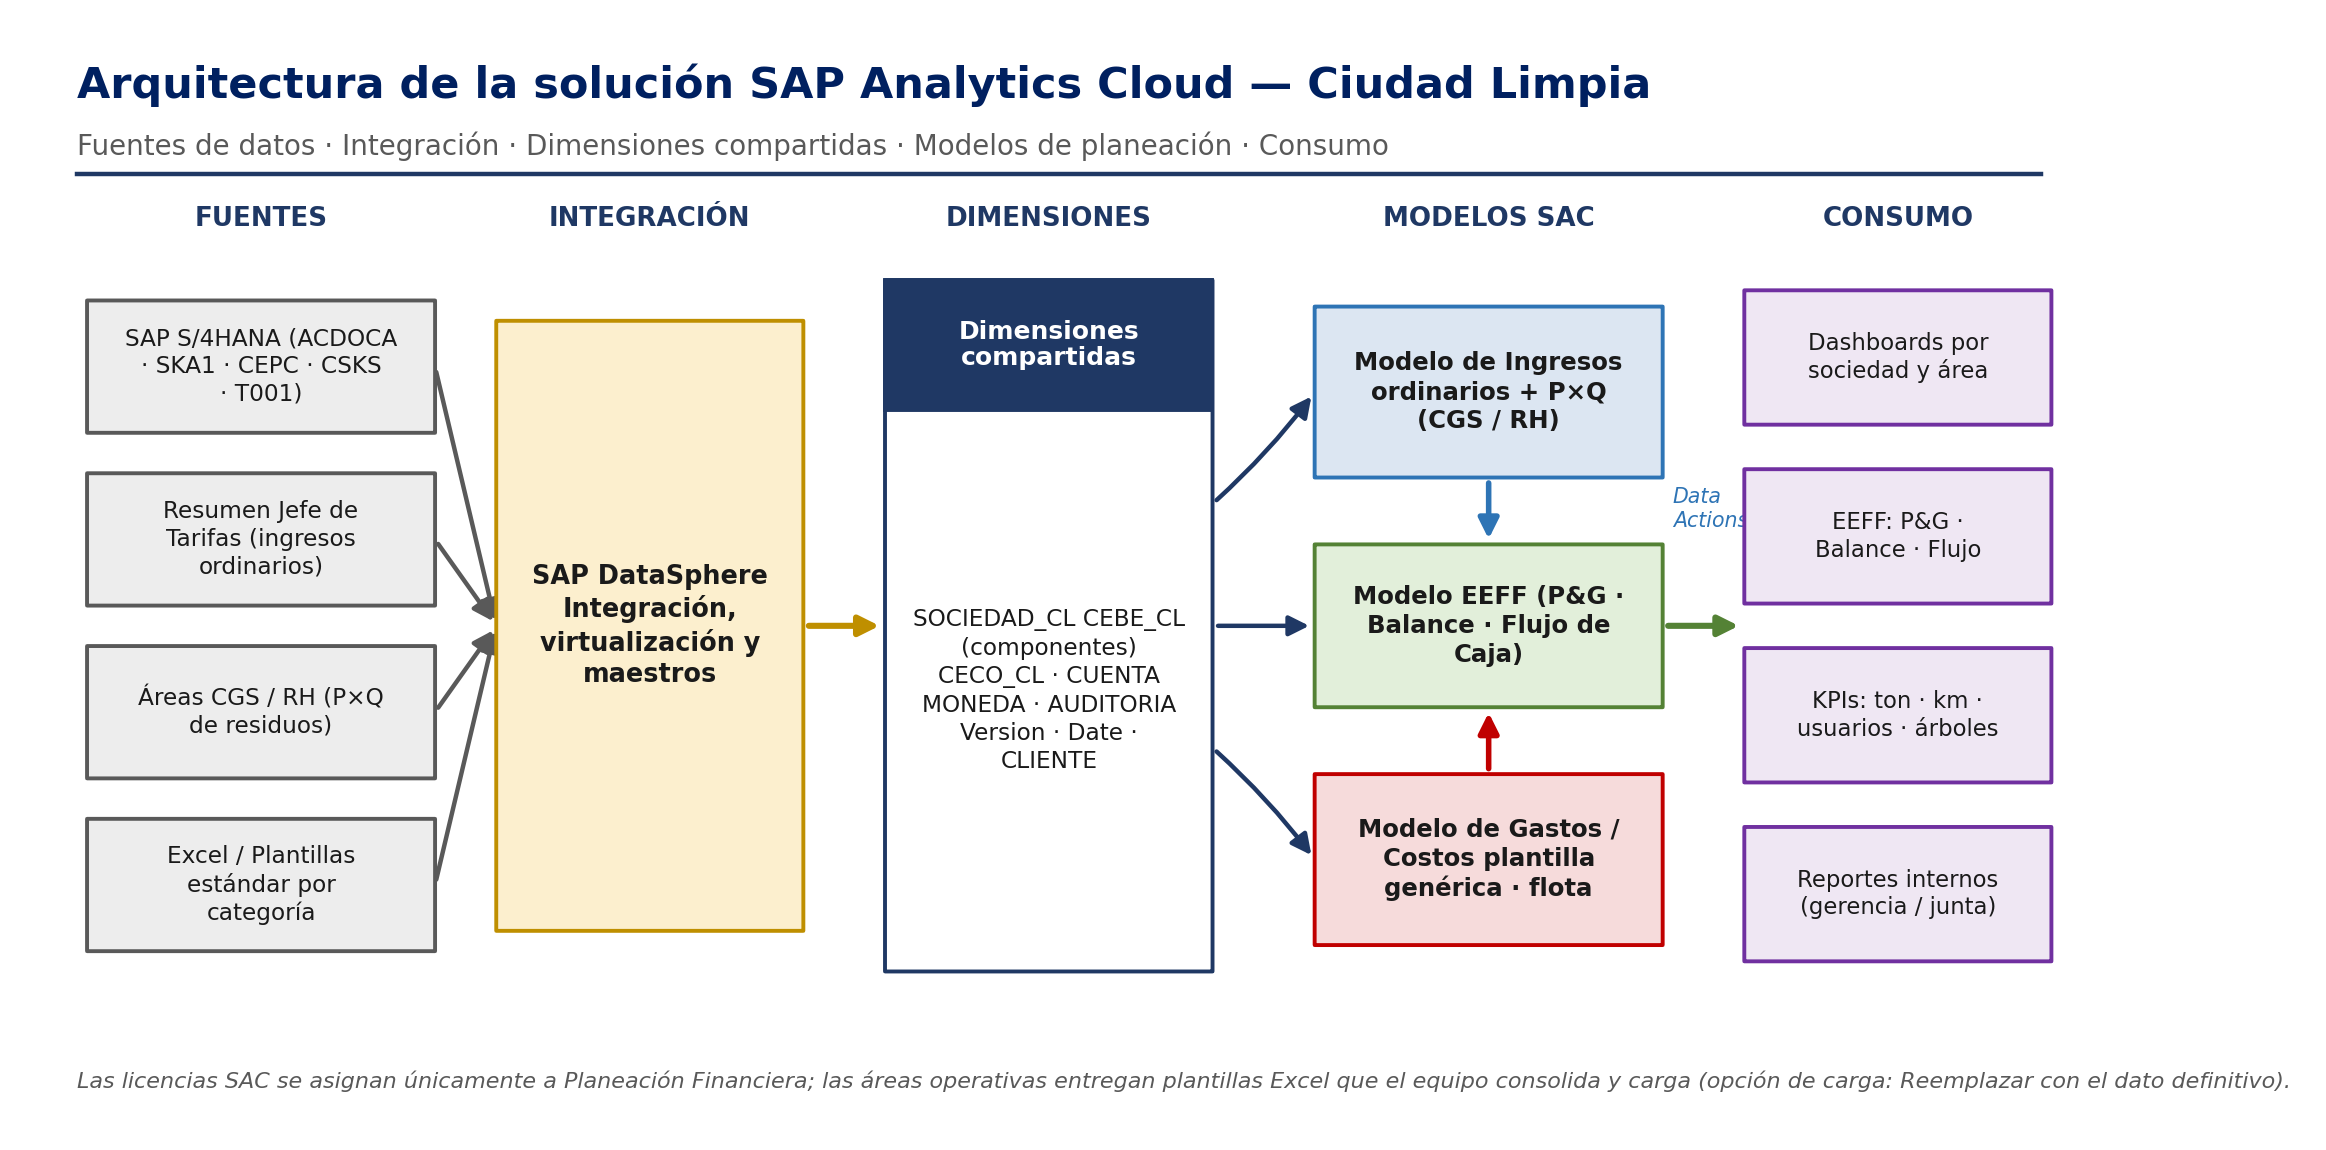 Arquitectura de la solución SAP Analytics Cloud — Ciudad Limpia
Fuentes de datos · Integración · Dimensiones compartidas · Modelos de planeación · Consumo
FUENTES
INTEGRACIÓN
DIMENSIONES
MODELOS SAC
CONSUMO
SAP S/4HANA (ACDOCA
· SKA1 · CEPC · CSKS
· T001)
Resumen Jefe de
Tarifas (ingresos
ordinarios)
Áreas CGS / RH (P×Q
de residuos)
Excel / Plantillas
estándar por
categoría
SAP DataSphere
Integración,
virtualización y
maestros
Dimensiones
compartidas
SOCIEDAD_CL CEBE_CL
(componentes)
CECO_CL · CUENTA
MONEDA · AUDITORIA
Version · Date ·
CLIENTE
Modelo de Ingresos
ordinarios + P×Q
(CGS / RH)
Data
Actions
Modelo EEFF (P&G ·
Balance · Flujo de
Caja)
Modelo de Gastos /
Costos plantilla
genérica · flota
Dashboards por
sociedad y área
EEFF: P&G ·
Balance · Flujo
KPIs: ton · km ·
usuarios · árboles
Reportes internos
(gerencia / junta)
Las licencias SAC se asignan únicamente a Planeación Financiera; las áreas operativas entregan plantillas Excel que el equipo consolida y carga (opción de carga: Reemplazar con el dato definitivo).